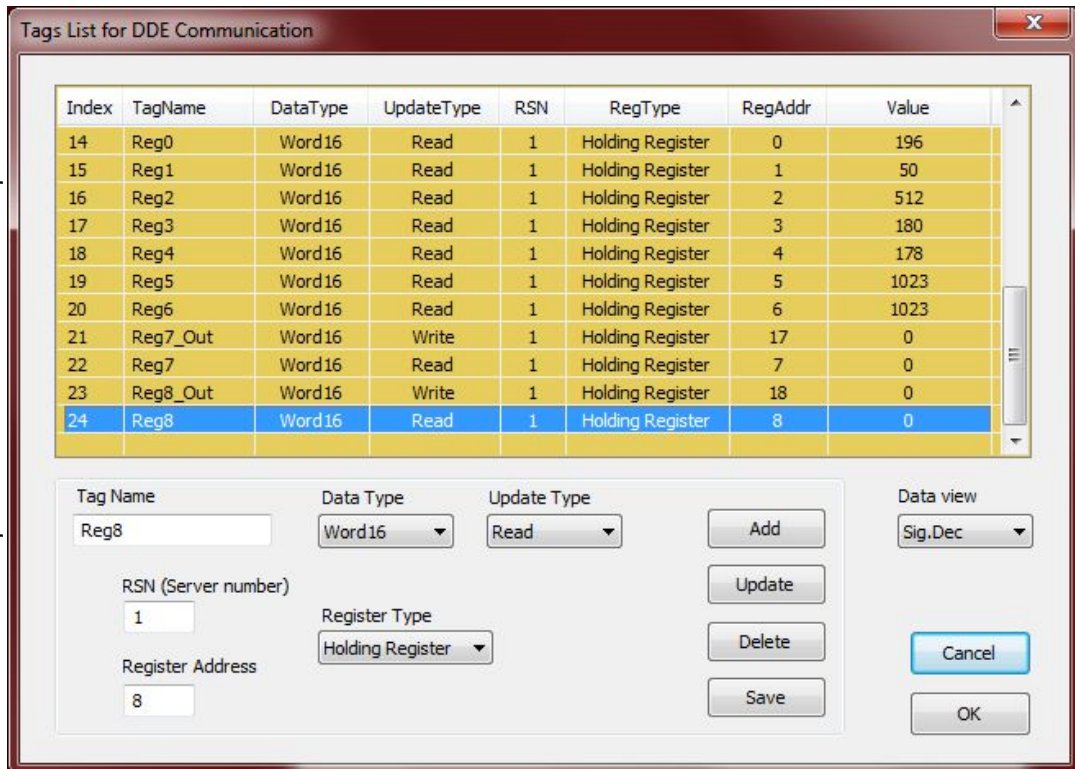 Tags List for DDE Communication
Index TagName DataType UpdateType RSN RegType RegAddr Value
14 Reg0 Word16 Read 1 Holding Register 0 196
15 Reg1 Word16 Read 1 Holding Register 1 50
16 Reg2 Word16 Read 1 Holding Register 2 512
17 Reg3 Word16 Read 1 Holding Register 3 180
18 Reg4 Word16 Read 1 Holding Register 4 178
19 Reg5 Word16 Read 1 Holding Register 5 1023
20 Reg6 Word16 Read 1 Holding Register 6 1023
21 Reg7_Out Word16 Write 1 Holding Register 17 0
22 Reg7 Word16 Read 1 Holding Register 7 0
23 Reg8_Out Word16 Write 1 Holding Register 18 0
24 Reg8 Word16 Read 1 Holding Register 8 0
Tag Name Data Type Update Type Data view
Reg8 Word16 Read Add Sig.Dec
RSN (Server number) Update
1 Register Type
Holding Register Delete Cancel
Register Address
8 Save OK